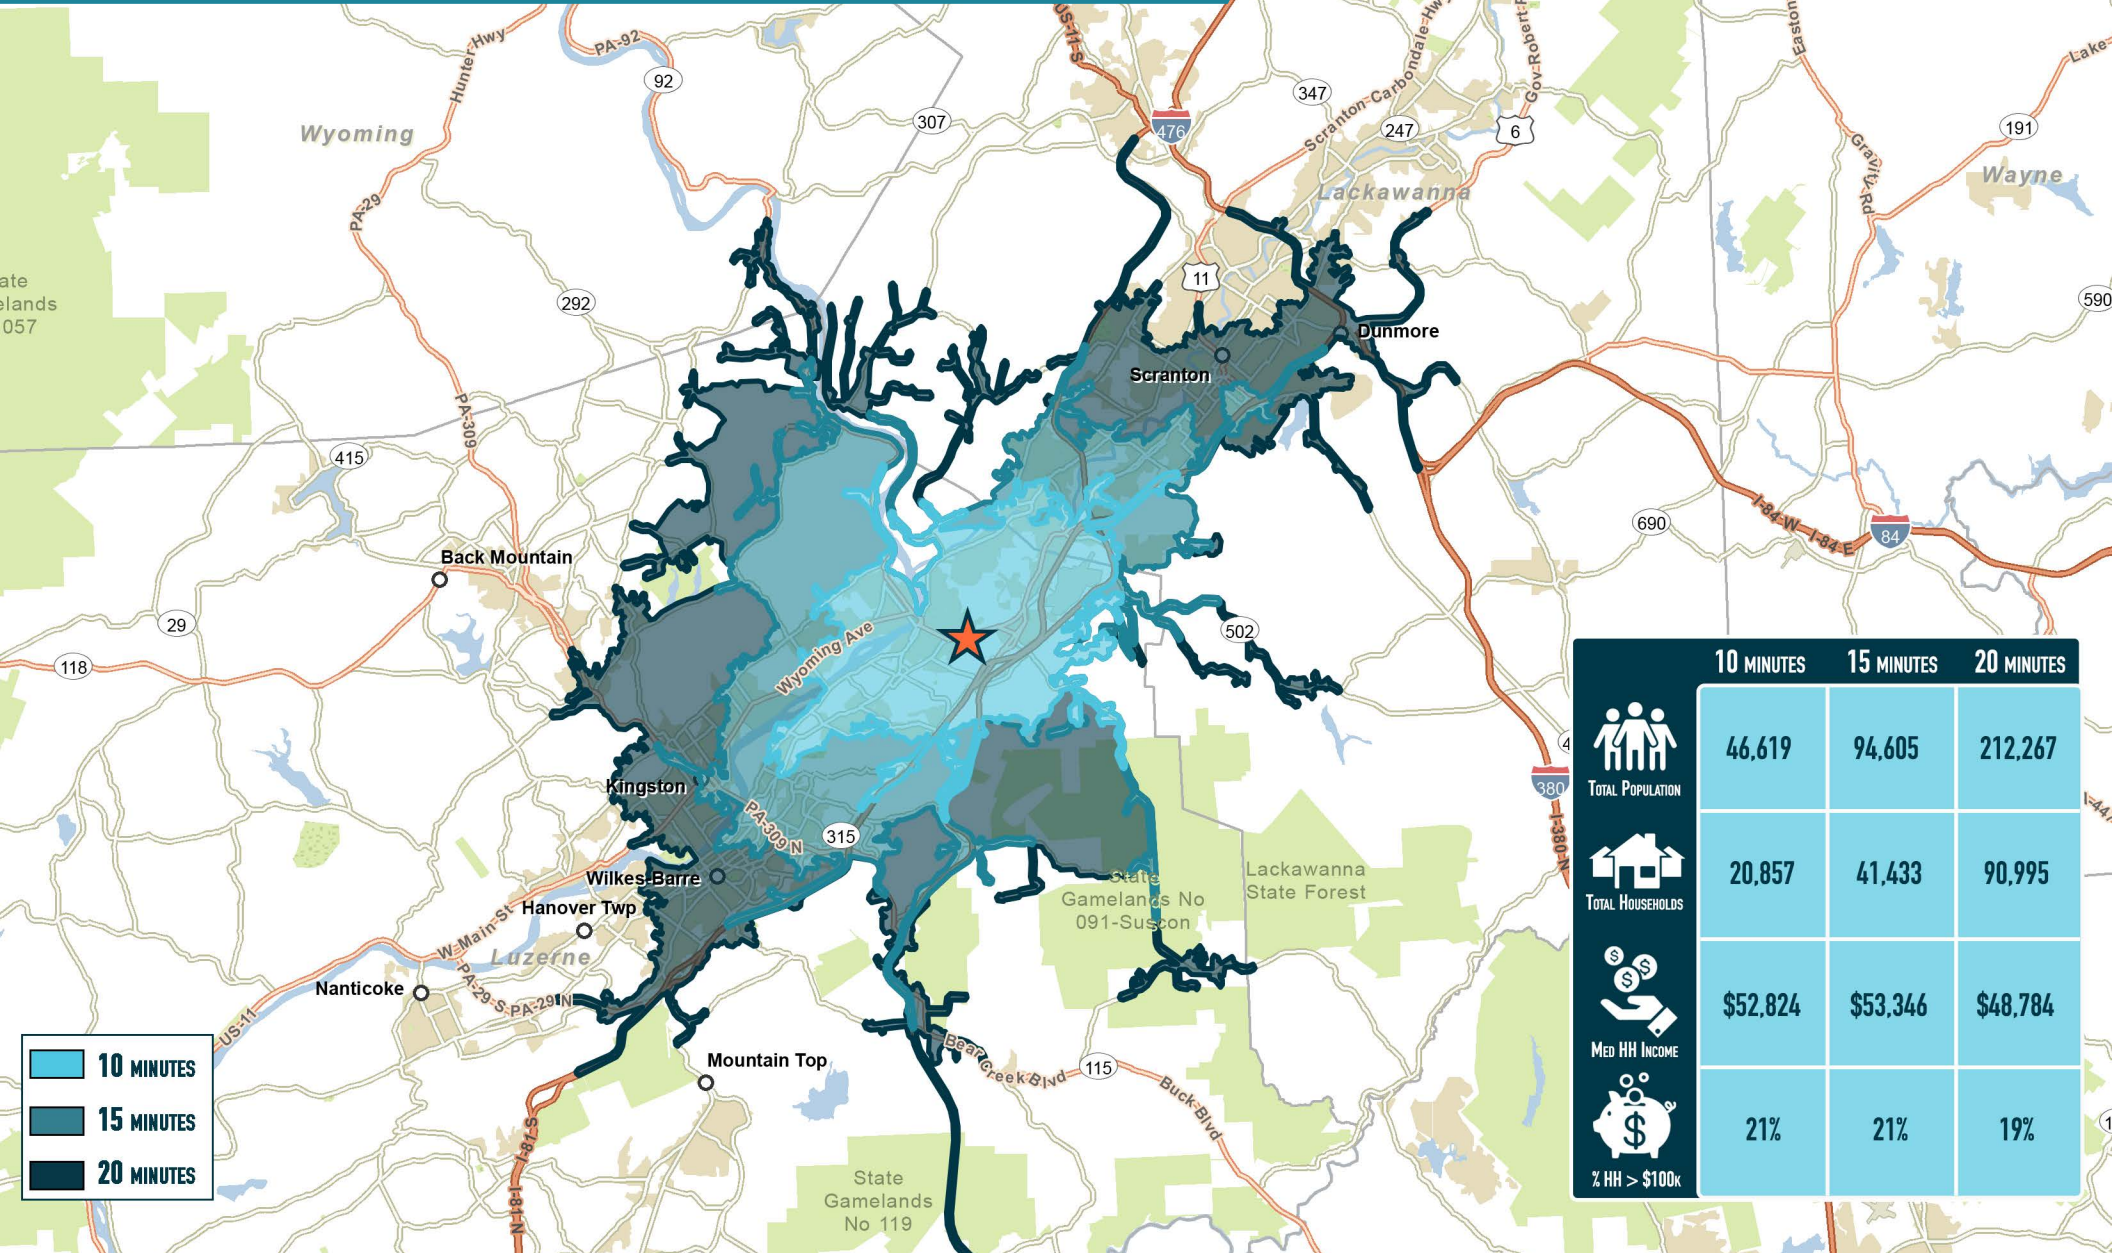 US-11-S
Hunter Hwy
PA-92
92
Wyoming
307
476
347
Scranton-Carbondale-Hwy
247
6
Gov-Robert-P
Easton
Lake-
191
Gravity-Rd
Wayne
Lackawanna
PA-29
ate
elands
057
292
11
590
Dunmore
Scranton
PA-309
415
690
I-84-W
I-84-E
84
Back Mountain
29
118
502
Wyoming Ave
380
I-380-N
4
I-44
Kingston
PA-309 N
315
Wilkes-Barre
Hanover Twp
W-Main-St
Luzerne
PA-29-S
PA-29 N
Nanticoke
US-11
State
Gamelands No
091-Suscon
Lackawanna
State Forest
Bear Creek Blvd
115
Buck-Blvd
Mountain Top
I-81 S
I-81-N
State
Gamelands
No 119
1
10 MINUTES
15 MINUTES
20 MINUTES
10 MINUTES 15 MINUTES 20 MINUTES
TOTAL POPULATION 46,619 94,605 212,267
TOTAL HOUSEHOLDS 20,857 41,433 90,995
MED HH INCOME $52,824 $53,346 $48,784
% HH > $100K 21% 21% 19%